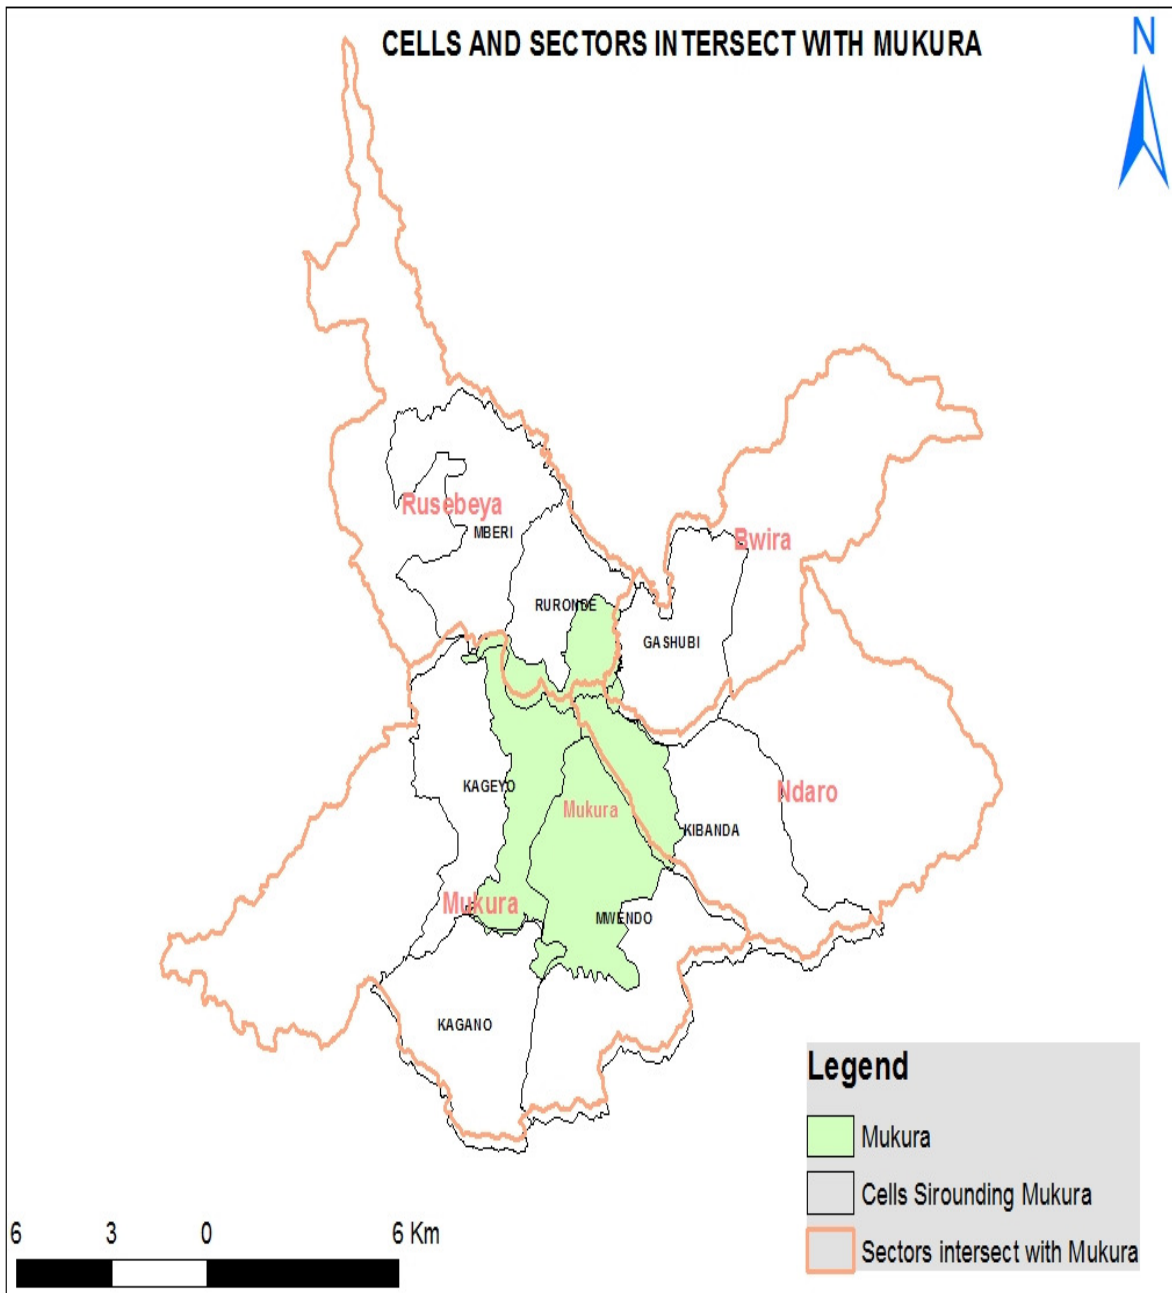 CELLS AND SECTORS INTERSECT WITH MUKURA
N
Rusebeya
MBERI
Bwira
RURONDE
GASHUBI
KAGEYO
Mukura
Ndaro
KIBANDA
Mukura
MWENDO
KAGANO
Legend
Mukura
Cells Sirounding Mukura
Sectors intersect with Mukura
6 3 0 6 Km